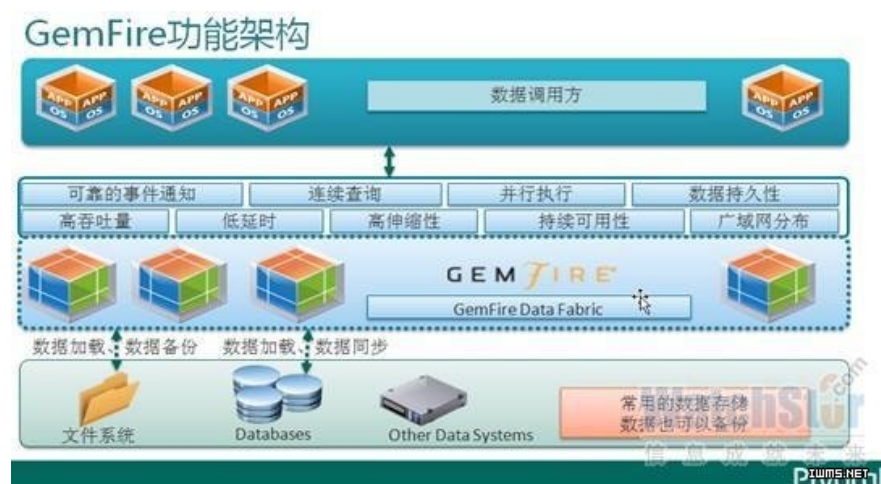 GemFire功能架构
APP APP
OS OS
APP APP
OS OS
APP APP
OS OS
数据调用方
APP APP
OS OS
可靠的事件通知
连续查询
并行执行
数据持久性
高吞吐量
低延时
高伸缩性
持续可用性
广域网分布
GEMFIRE
GemFire Data Fabric
数据加载、数据备份
数据加载、数据同步
文件系统
Databases
Other Data Systems
常用的数据存储
数据也可以备份
信息成就未来
IWMS.NET